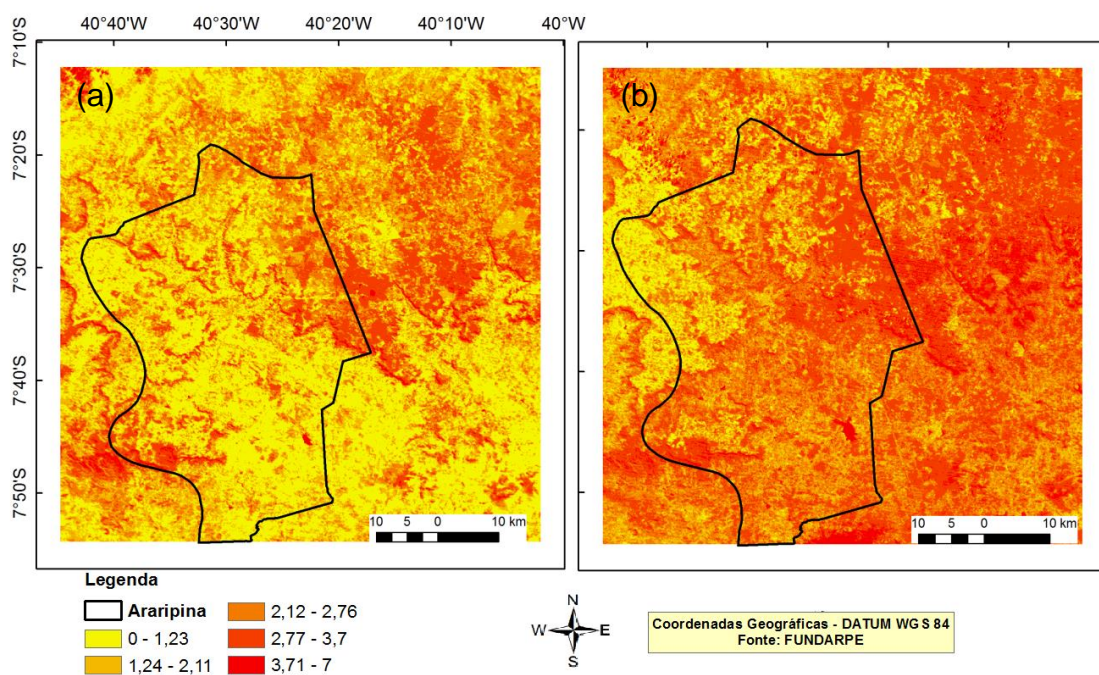 40°40'W 40°30'W 40°20'W 40°10'W 40°W
7°10'S
7°20'S
7°30'S
7°40'S
7°50'S
(a)
(b)
10 5 0 10 km
10 5 0 10 km
Legenda
Araripina
0 - 1,23
1,24 - 2,11
2,12 - 2,76
2,77 - 3,7
3,71 - 7
N
W E
S
Coordenadas Geográficas - DATUM WGS 84
Fonte: FUNDARPE